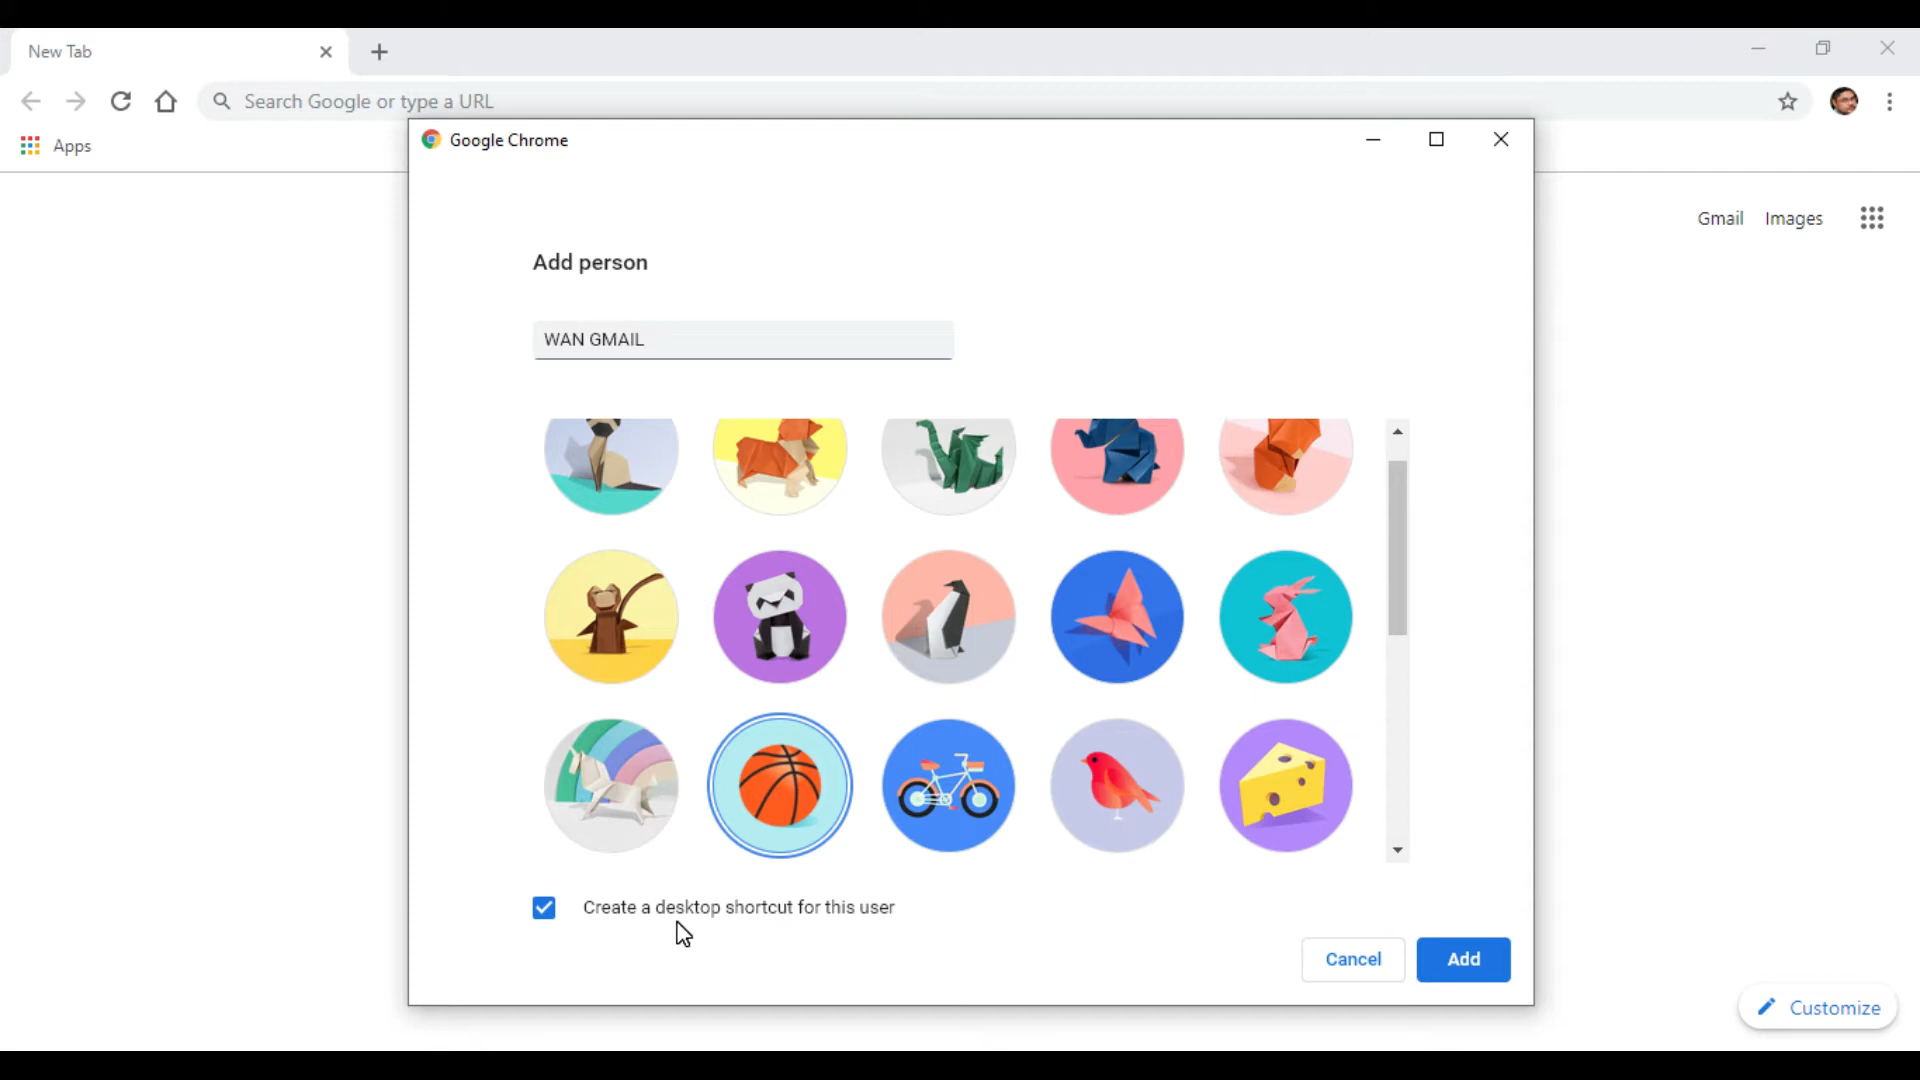 New Tab
Search Google or type a URL
Apps
Google Chrome
Gmail Images
Add person
WAN GMAIL
Create a desktop shortcut for this user
Cancel Add
Customize